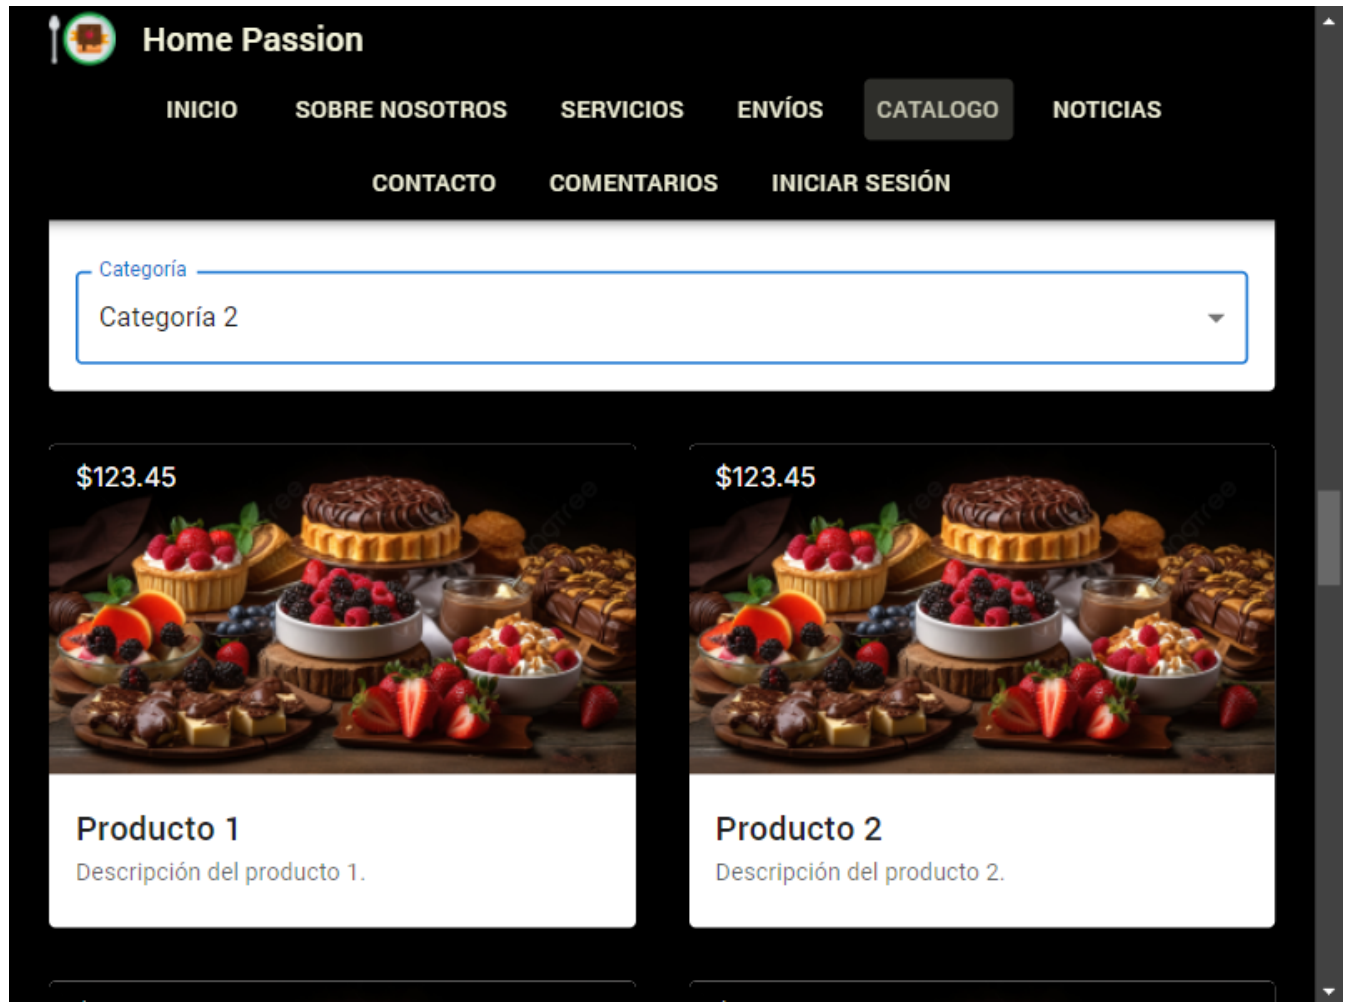 Home Passion
INICIO SOBRE NOSOTROS SERVICIOS ENVÍOS CATALOGO NOTICIAS
CONTACTO COMENTARIOS INICIAR SESIÓN
Categoría
Categoría 2
$123.45 $123.45
Producto 1 Producto 2
Descripción del producto 1. Descripción del producto 2.